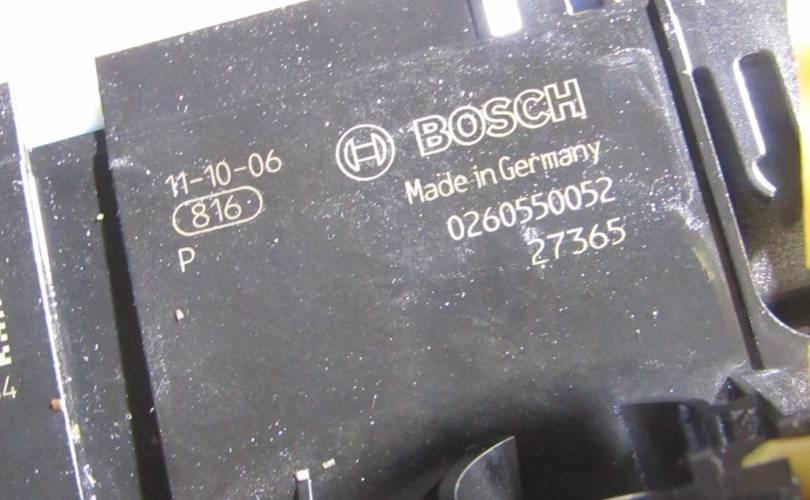 BOSCH
Made in Germany
0260550052
27365
11-10-06
816
P